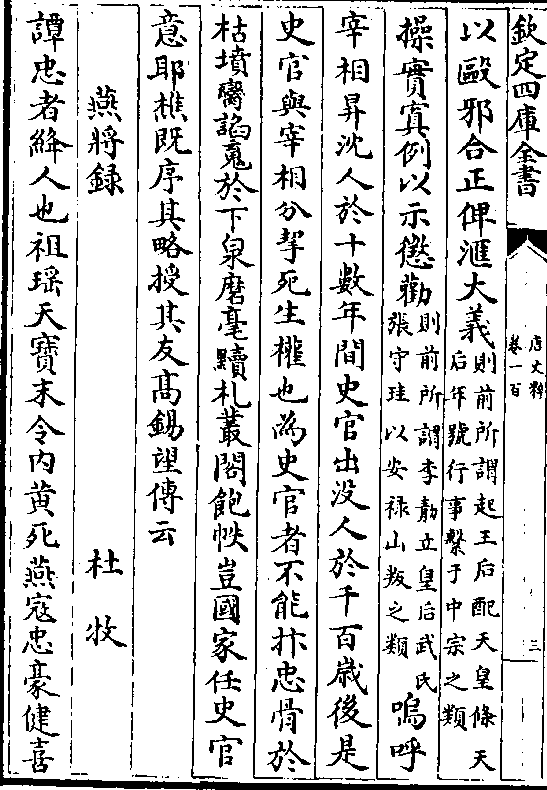 欽定四庫全書
唐文粹
卷一百
三
以毆邪合正俾滙大義則前所謂起王后配天皇條天后年號行事繫于中宗之類
操實寘例以示懲勸則前所謂李勣立皇后武氏張守珪以安禄山叛之類嗚呼
宰相昇沈人於十數年間史官出没人於千百歳後是
史官與宰相分挈死生權也為史官者不能抃忠骨於
枯墳斸諂䰟於下泉磨毫黷札叢閣飽帙豈國家任史官
意耶樵既序其略授其友髙錫望傳云
燕將録
杜牧
譚忠者絳人也祖瑶天寳末令内黄死燕寇忠豪健喜